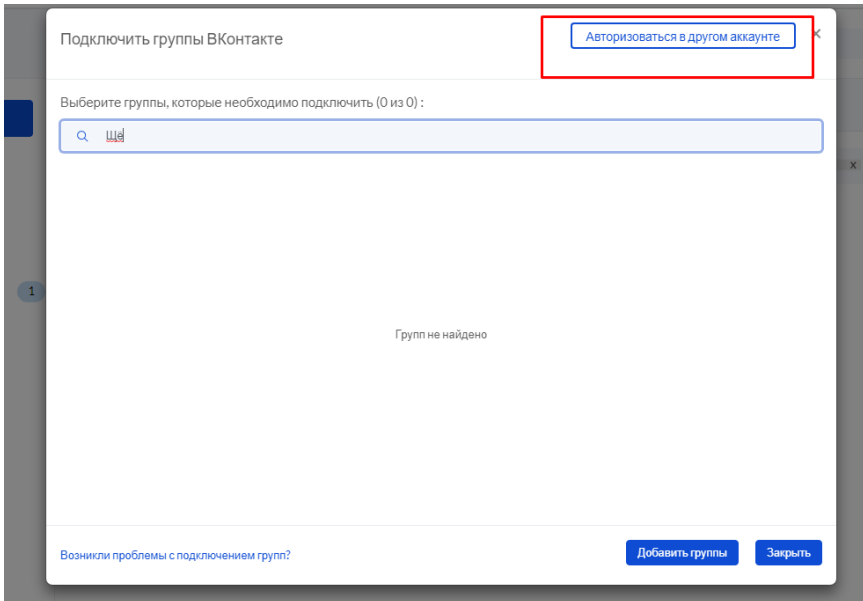 Подключить группы ВКонтакте
Авторизоваться в другом аккаунте
×
Выберите группы, которые необходимо подключить (0 из 0) :
Ще
x
1
Групп не найдено
Возникли проблемы с подключением групп?
Добавить группы
Закрыть